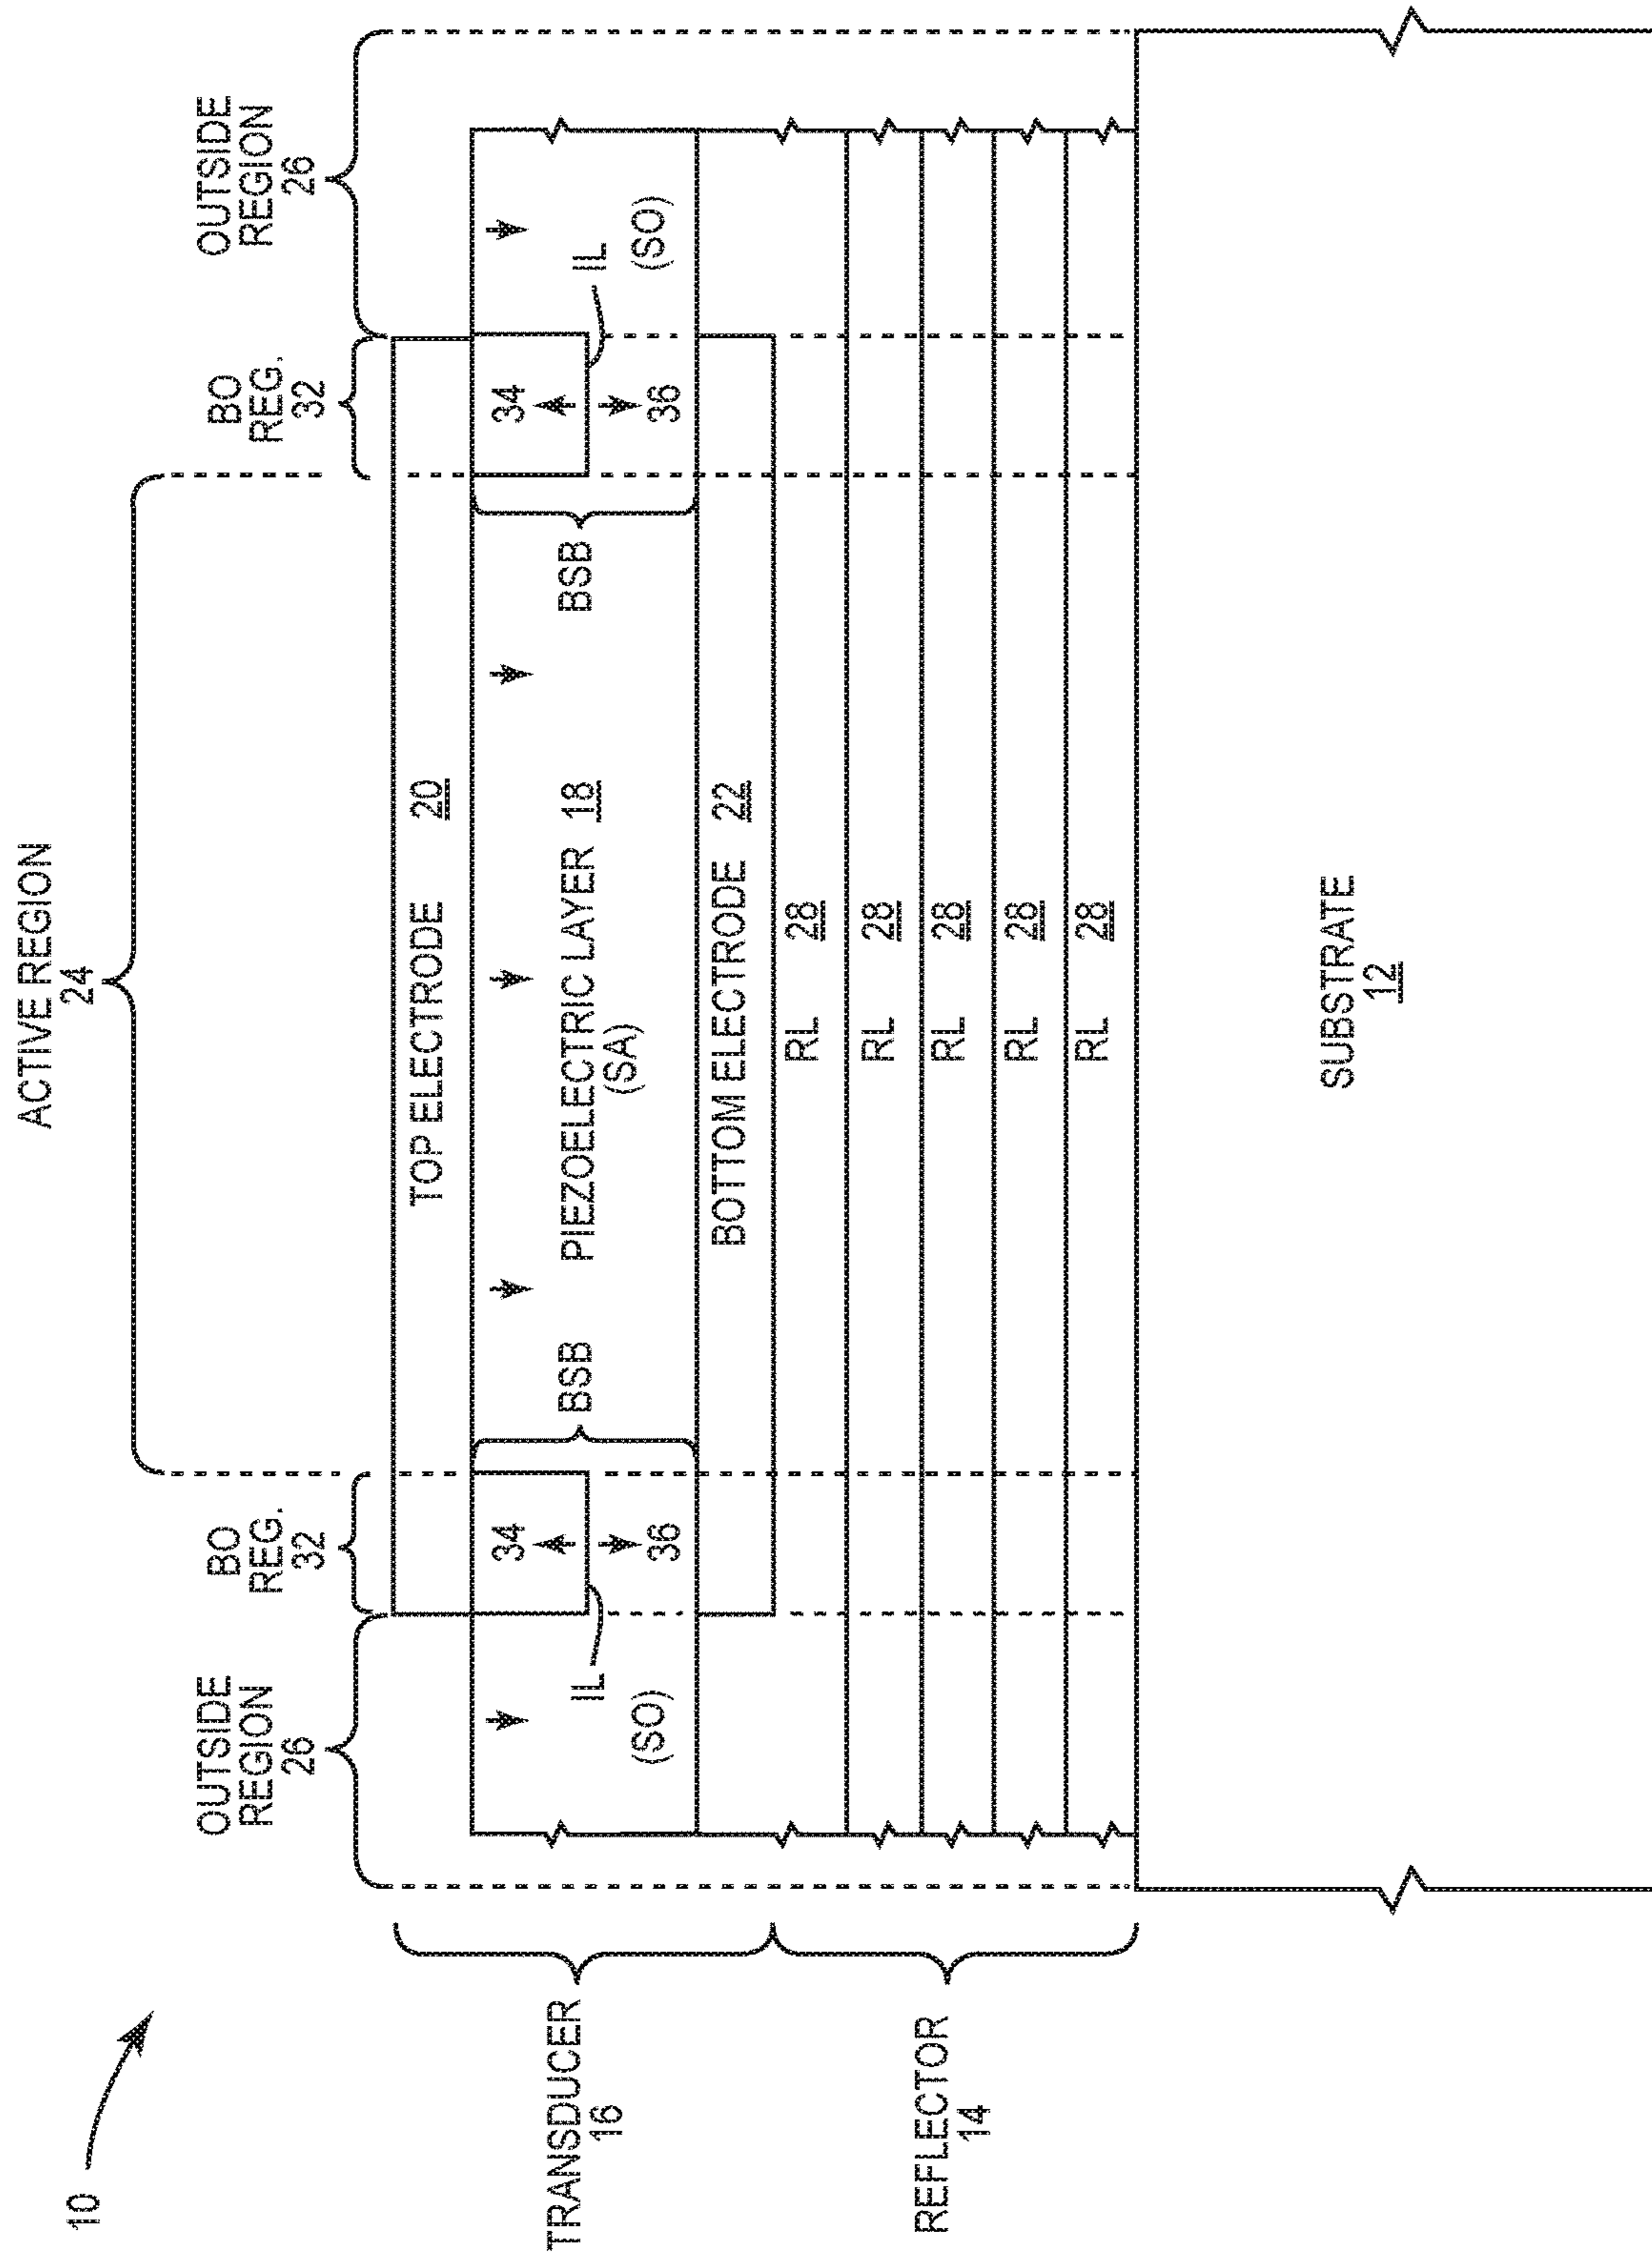 10
ACTIVE REGION
24
OUTSIDE
REGION
26
BO
REG.
32
BO
REG.
32
OUTSIDE
REGION
26
TRANSDUCER
16
REFLECTOR
14
TOP ELECTRODE 20
34
36
IL
(SO)
BSB
PIEZOELECTRIC LAYER 18
(SA)
BSB
34
36
IL
(SO)
BOTTOM ELECTRODE 22
RL 28
RL 28
RL 28
RL 28
RL 28
SUBSTRATE
12